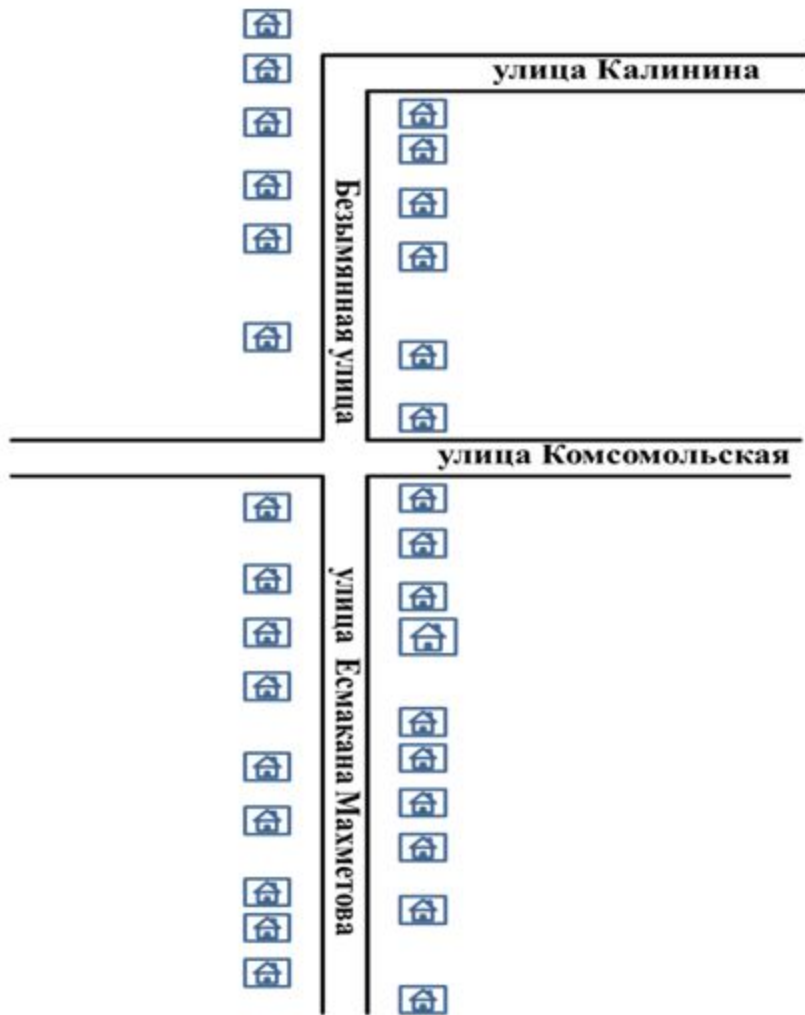 улица Калинина
Безымянная улица
улица Комсомольская
улица Есмакана Махметова